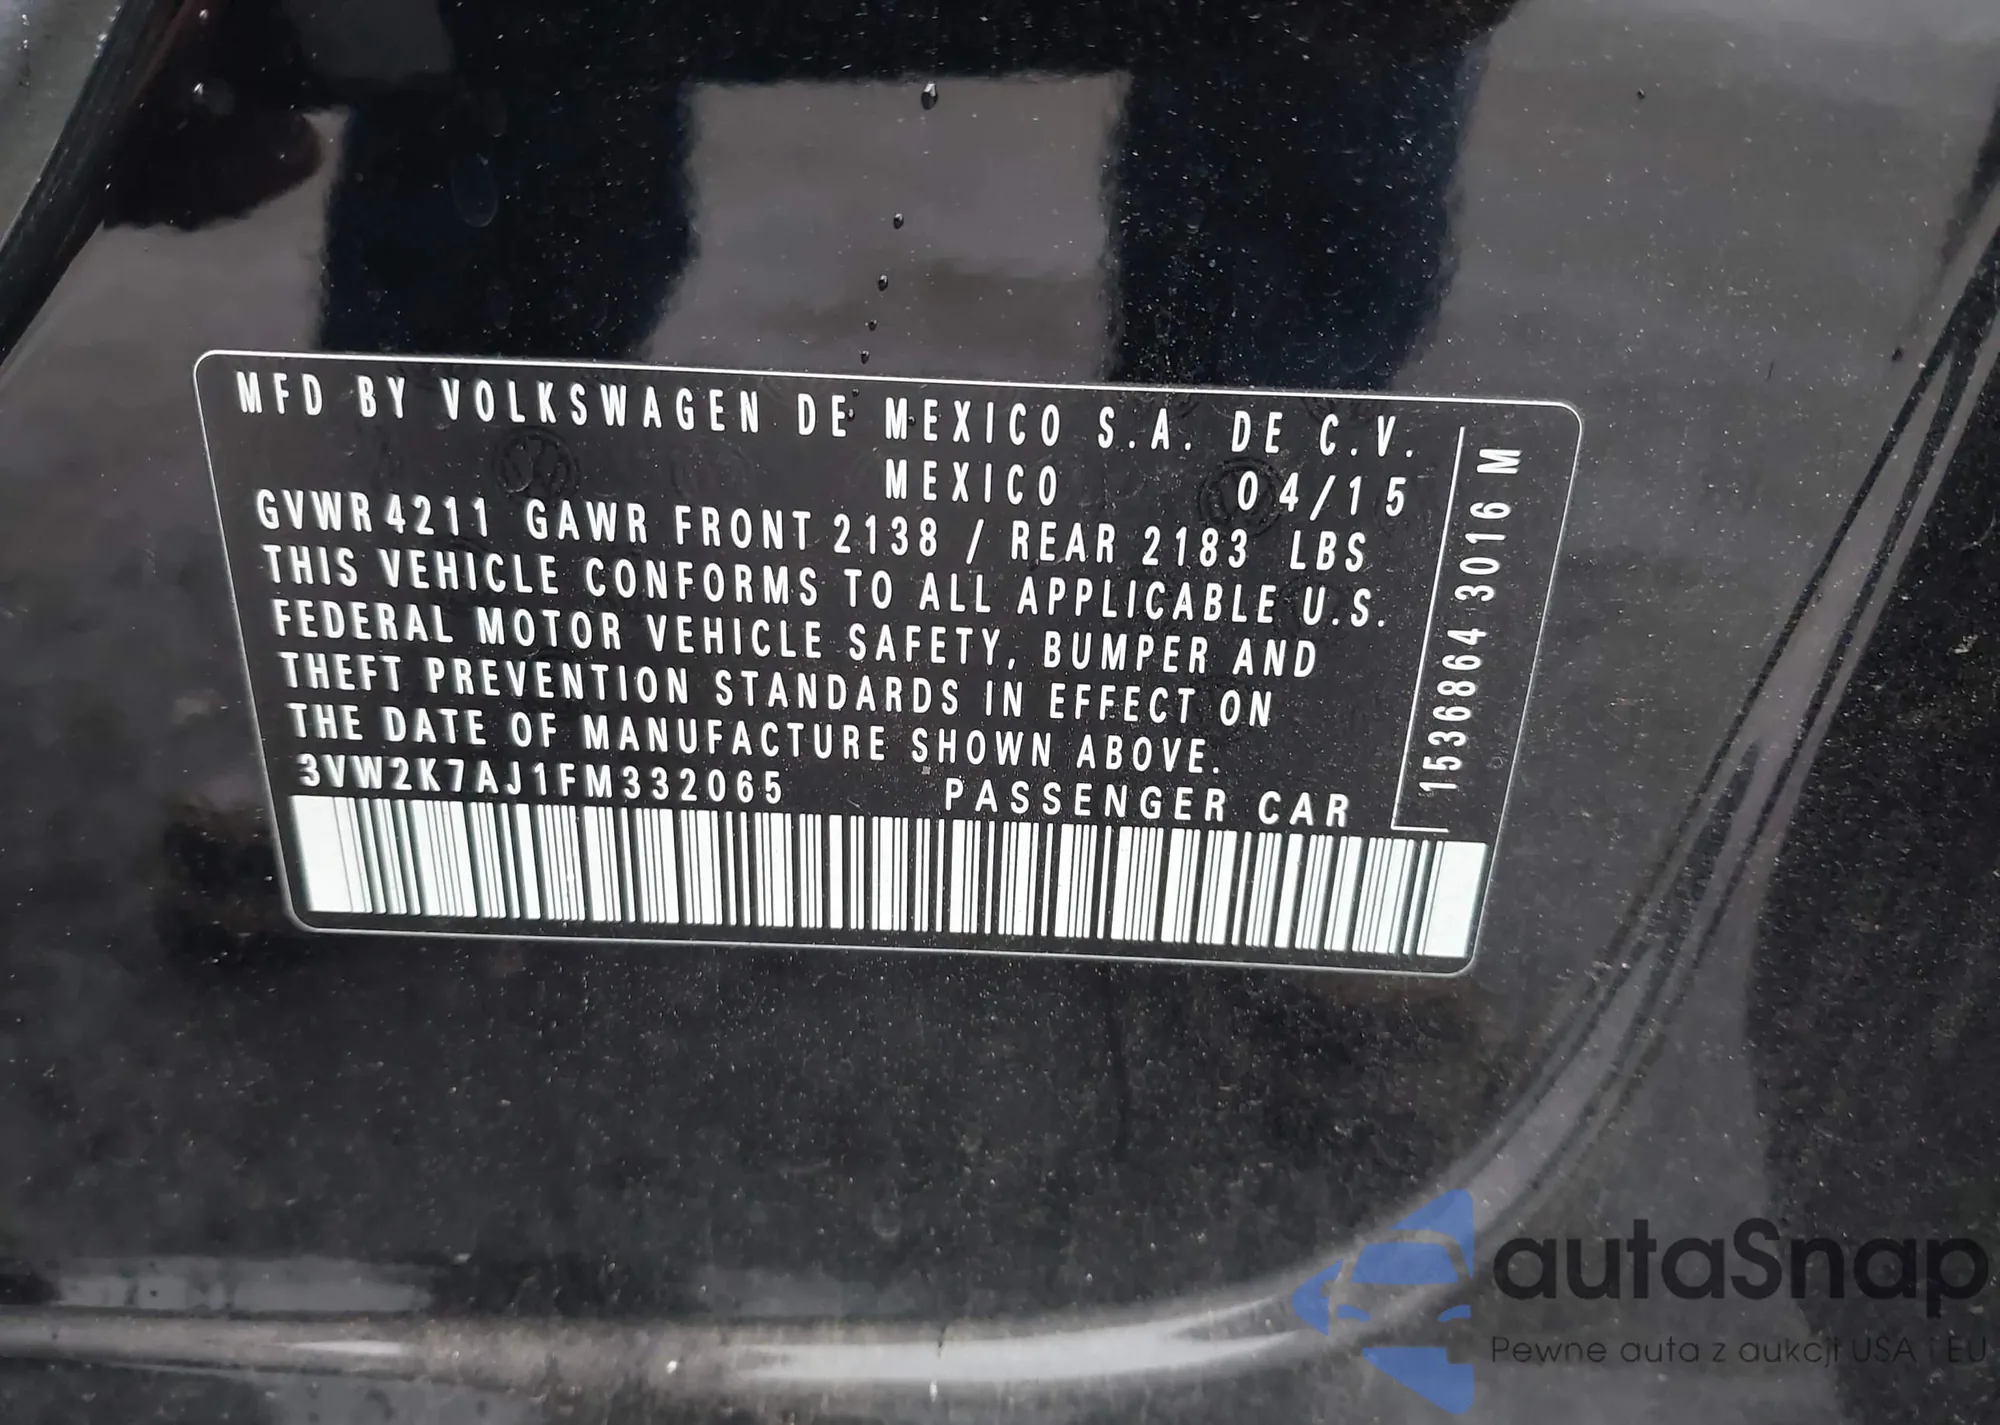 MFD BY VOLKSWAGEN DE MEXICO S.A. DE C.V.
MEXICO 04/15
GVWR 4211 GAWR FRONT 2138 / REAR 2183 LBS
THIS VEHICLE CONFORMS TO ALL APPLICABLE U.S.
FEDERAL MOTOR VEHICLE SAFETY, BUMPER AND
THEFT PREVENTION STANDARDS IN EFFECT ON
THE DATE OF MANUFACTURE SHOWN ABOVE.
3VW2K7AJ1FM332065 PASSENGER CAR
1536864 3016 M
autaSnap
Pewne auta z aukcji USA i EU